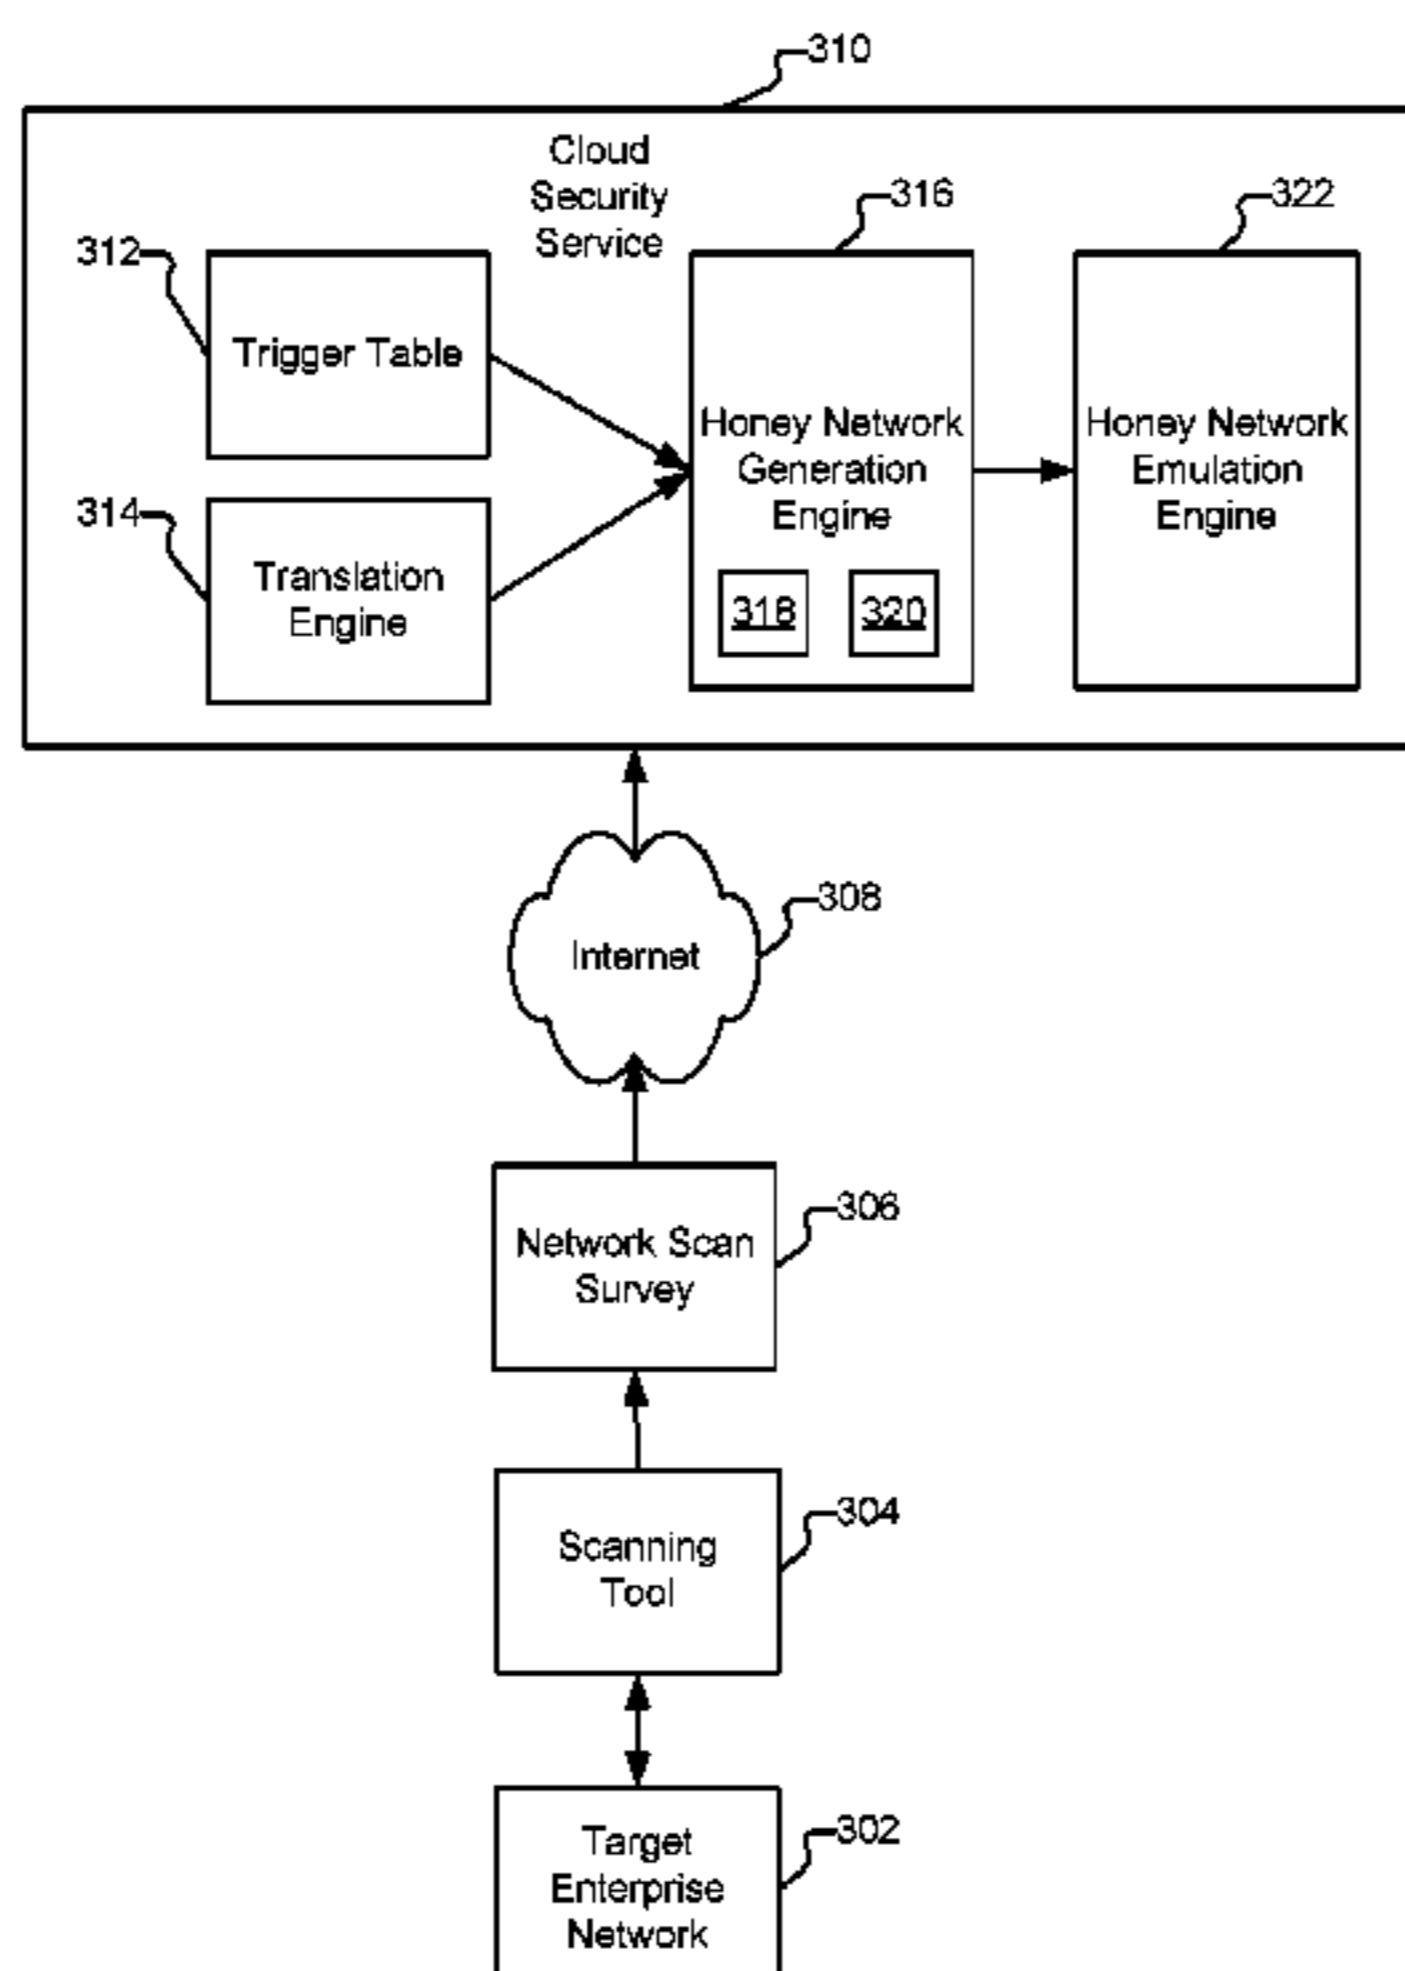 310
Cloud
Security
Service
316
322
312
Trigger Table
Honey Network
Generation
Engine
Honey Network
Emulation
Engine
314
Translation
Engine
318
320
308
Internet
306
Network Scan
Survey
304
Scanning
Tool
302
Target
Enterprise
Network